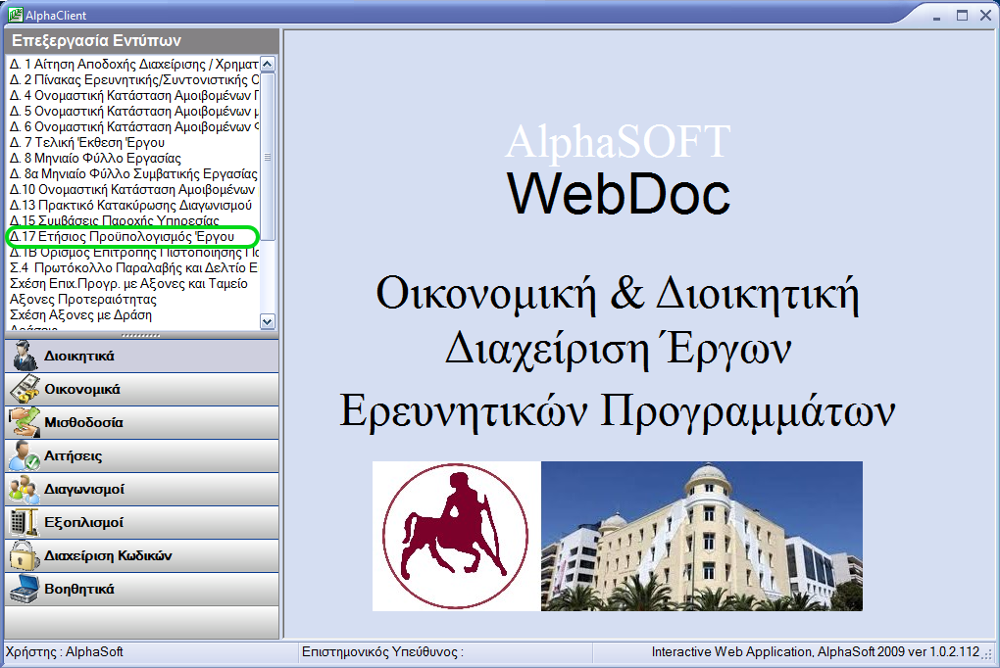 AlphaClient
Επεξεργασία Εντύπων
Δ. 1 Αίτηση Αποδοχής Διαχείρισης / Χρηματ
Δ. 2 Πίνακας Ερευνητικής/Συντονιστικής Ο
Δ. 4 Ονομαστική Κατάσταση Αμοιβομένων Π
Δ. 5 Ονομαστική Κατάσταση Αμοιβομένων μ
Δ. 6 Ονομαστική Κατάσταση Αμοιβομένων Φ
Δ. 7 Τελική Έκθεση Έργου
Δ. 8 Μηνιαίο Φύλλο Εργασίας
Δ. 8α Μηνιαίο Φύλλο Συμβατικής Εργασίας
Δ.10 Ονομαστική Κατάσταση Αμοιβομένων
Δ.13 Πρακτικό Κατακύρωσης Διαγωνισμού
Δ.15 Συμβάσεις Παροχής Υπηρεσίας
Δ.17 Ετήσιος Προϋπολογισμός Έργου
Δ.1Β Ορισμός Επιτροπής Πιστοποίησης Πα
Σ.4 Πρωτόκολλο Παραλαβής και Δελτίο Ε
Σχέση Επιχ.Προγρ. με Αξονες και Ταμείο
Αξονες Προτεραιότητας
Σχέση Αξονες με Δράση
Δράσεις
Διοικητικά
Οικονομικά
Μισθοδοσία
Αιτήσεις
Διαγωνισμοί
Εξοπλισμοί
Διαχείριση Κωδικών
Βοηθητικά
AlphaSOFT
WebDoc
Οικονομική & Διοικητική
Διαχείριση Έργων
Ερευνητικών Προγραμμάτων
Χρήστης : AlphaSoft
Επιστημονικός Υπεύθυνος :
Interactive Web Application, AlphaSoft 2009 ver 1.0.2.112